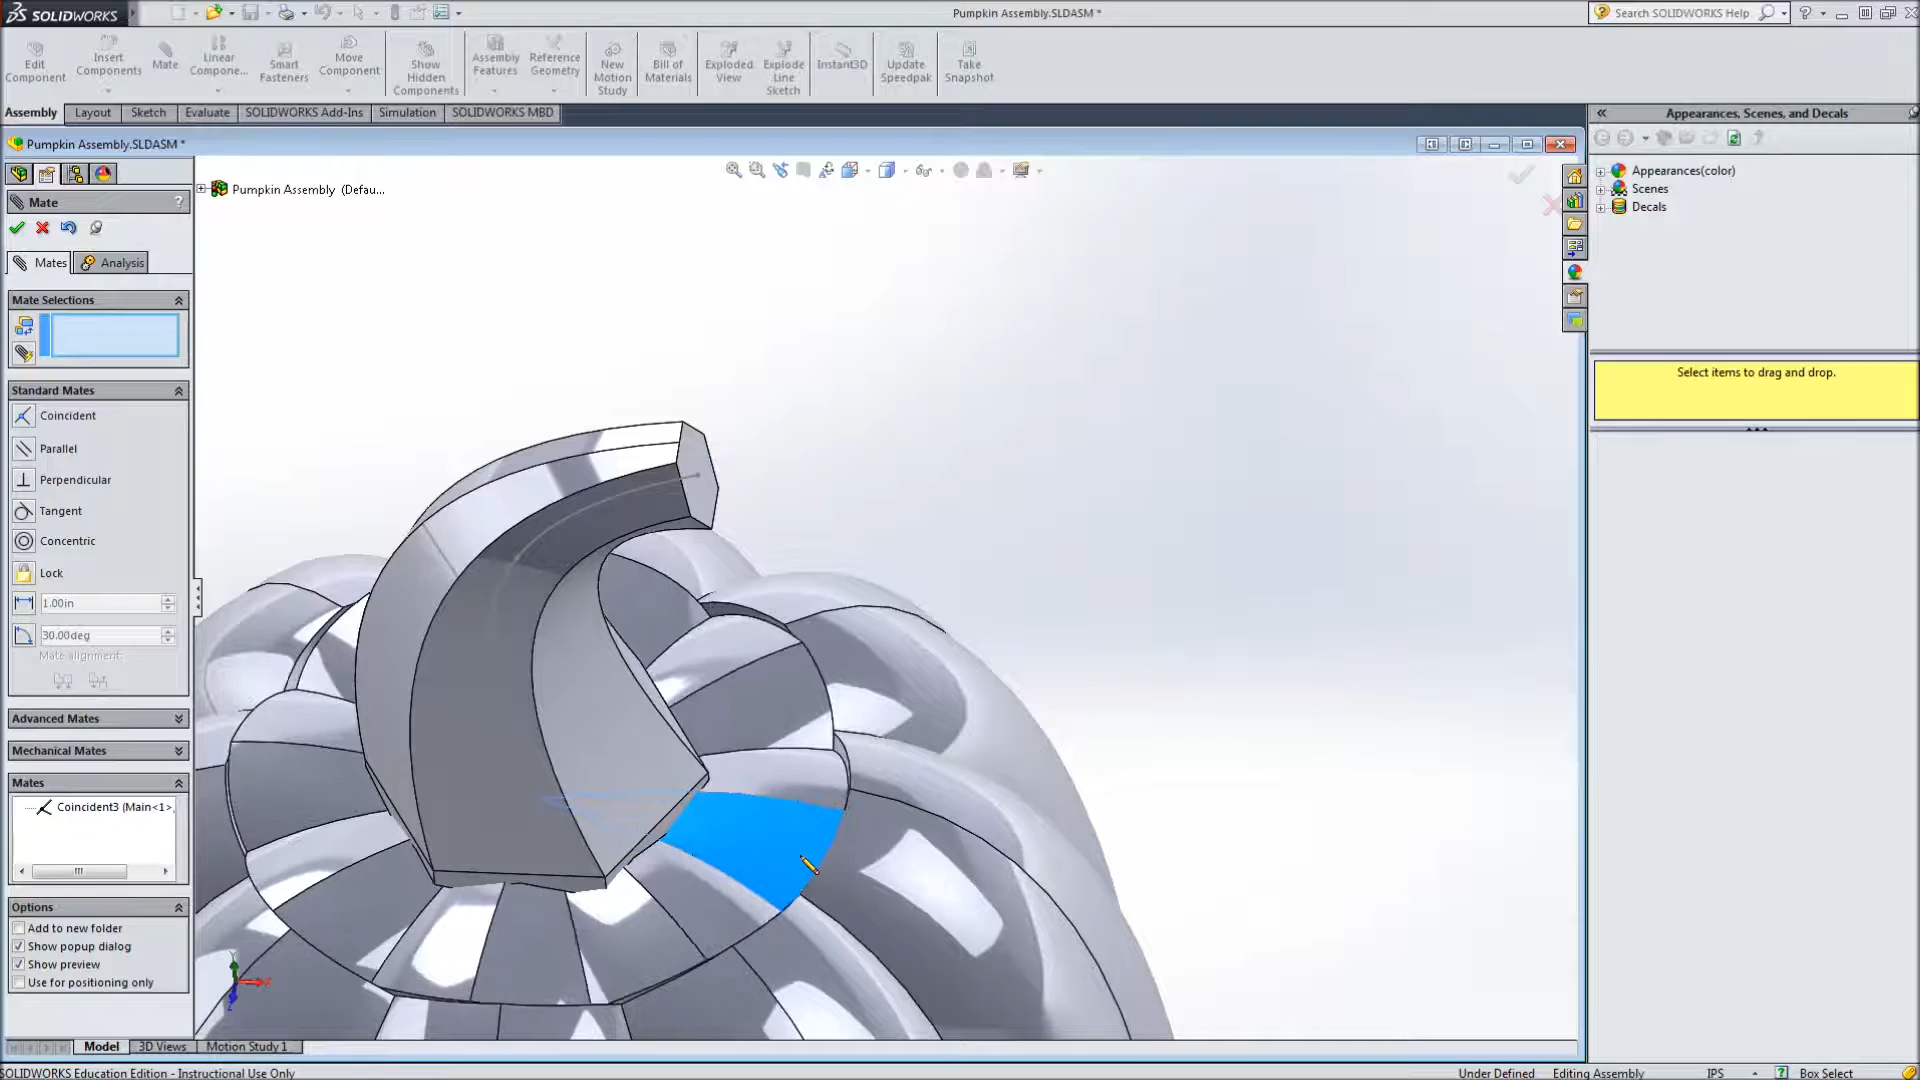 SOLIDWORKS
Pumpkin Assembly.SLDASM *
Search SOLIDWORKS Help
Edit Component
Insert Components
Mate
Linear Compone...
Smart Fasteners
Move Component
Show Hidden Components
Assembly Features
Reference Geometry
New Motion Study
Bill of Materials
Exploded View
Explode Line Sketch
Instant3D
Update Speedpak
Take Snapshot
Assembly
Layout
Sketch
Evaluate
SOLIDWORKS Add-Ins
Simulation
SOLIDWORKS MBD
Appearances, Scenes, and Decals
Pumpkin Assembly.SLDASM *
Pumpkin Assembly (Defau...
Appearances(color)
Scenes
Decals
Mate
?
Mates
Analysis
Mate Selections
Select items to drag and drop.
Standard Mates
Coincident
Parallel
Perpendicular
Tangent
Concentric
Lock
1.00in
30.00deg
Mate alignment:
Advanced Mates
Mechanical Mates
Mates
Coincident3 (Main<1>,
Options
Add to new folder
Show popup dialog
Show preview
Use for positioning only
Y
X
Z
Model
3D Views
Motion Study 1
SOLIDWORKS Education Edition - Instructional Use Only
Under Defined
Editing Assembly
IPS
Box Select